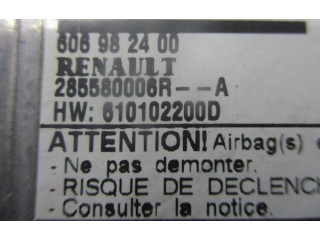 606 98 24 00
RENAULT
285580006R--A
HW: 610102200D
ATTENTION! Airbag(s)
- Ne pas demonter.
- RISQUE DE DECLENC
- Consulter la notice.